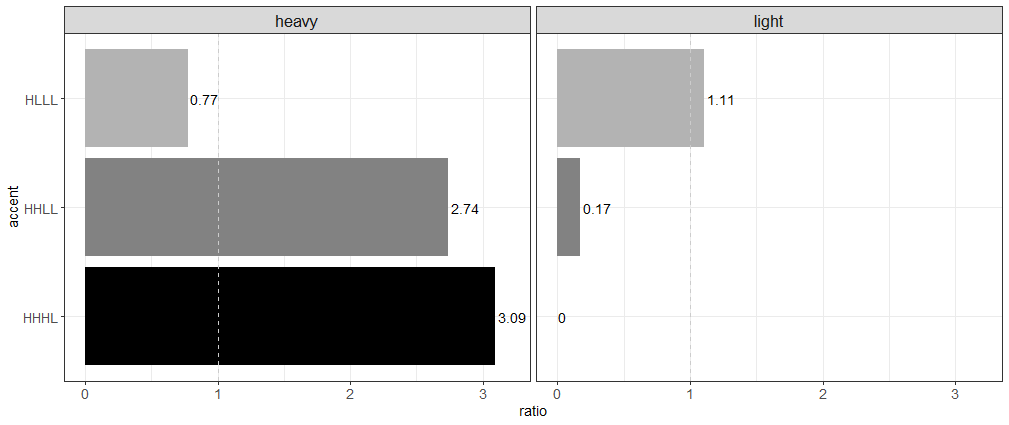 heavy light
HLLL 0.77 1.11
HHLL 2.74 0.17
HHHL 3.09 0
accent
0 1 2 3 0 1 2 3
ratio